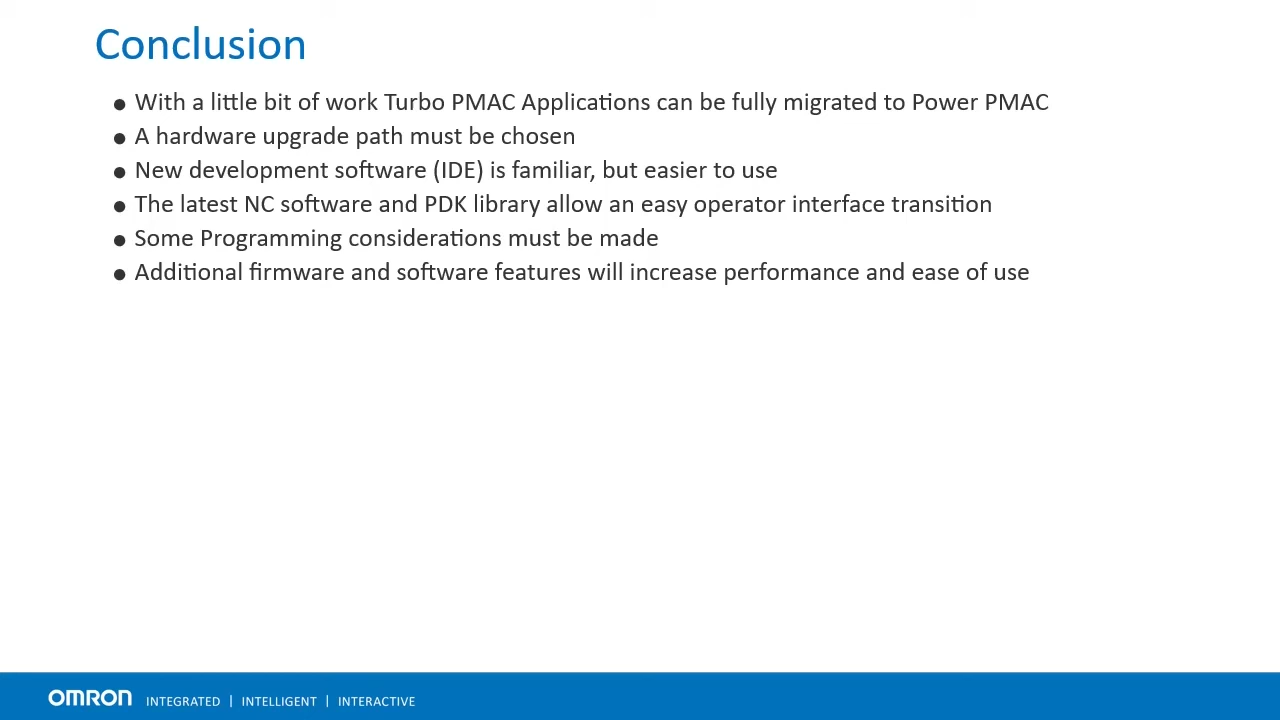 Conclusion
● With a little bit of work Turbo PMAC Applications can be fully migrated to Power PMAC
● A hardware upgrade path must be chosen
● New development software (IDE) is familiar, but easier to use
● The latest NC software and PDK library allow an easy operator interface transition
● Some Programming considerations must be made
● Additional firmware and software features will increase performance and ease of use
OMRON INTEGRATED | INTELLIGENT | INTERACTIVE